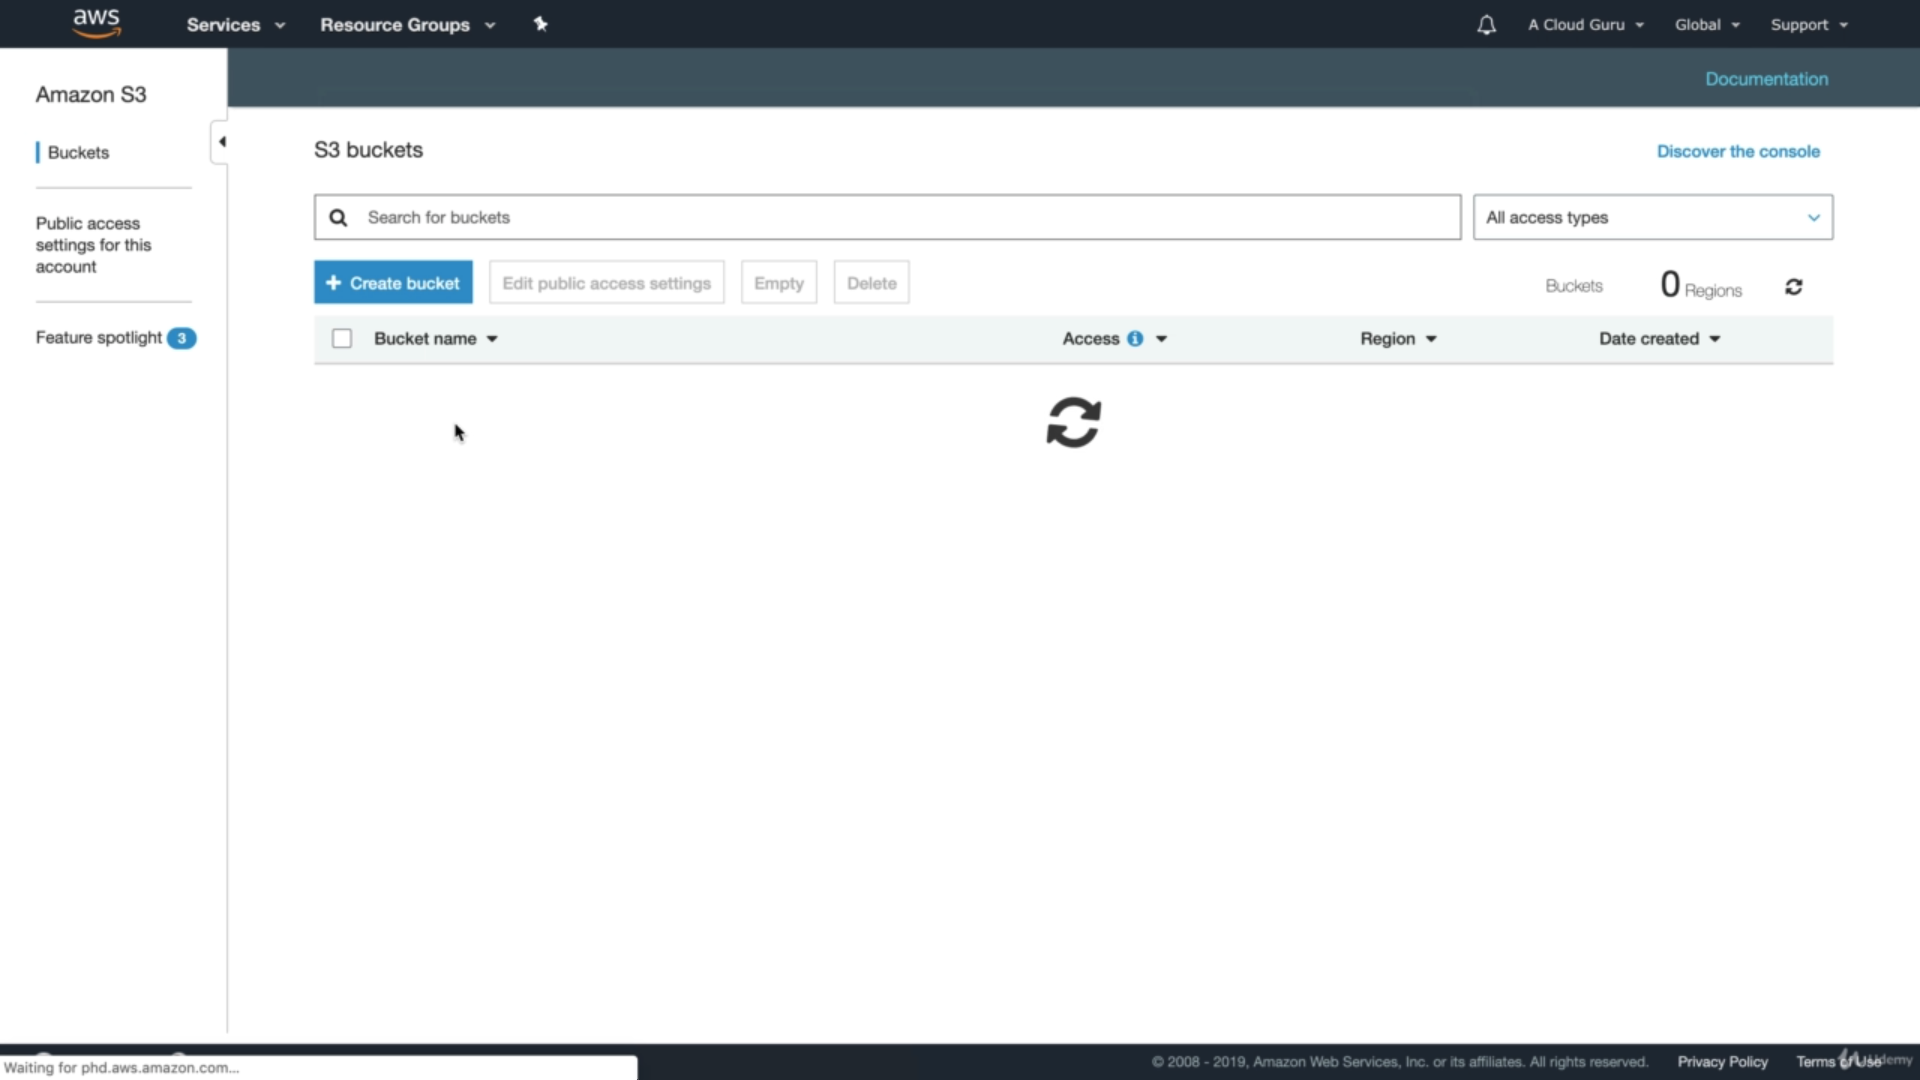 aws
Services
Resource Groups
A Cloud Guru
Global
Support
Documentation
Amazon S3
Buckets
Public access
settings for this
account
Feature spotlight 3
S3 buckets
Discover the console
Search for buckets
All access types
+ Create bucket
Edit public access settings
Empty
Delete
Buckets
0 Regions
Bucket name
Access
Region
Date created
Waiting for phd.aws.amazon.com...
© 2008 - 2019, Amazon Web Services, Inc. or its affiliates. All rights reserved.
Privacy Policy
Terms of Use